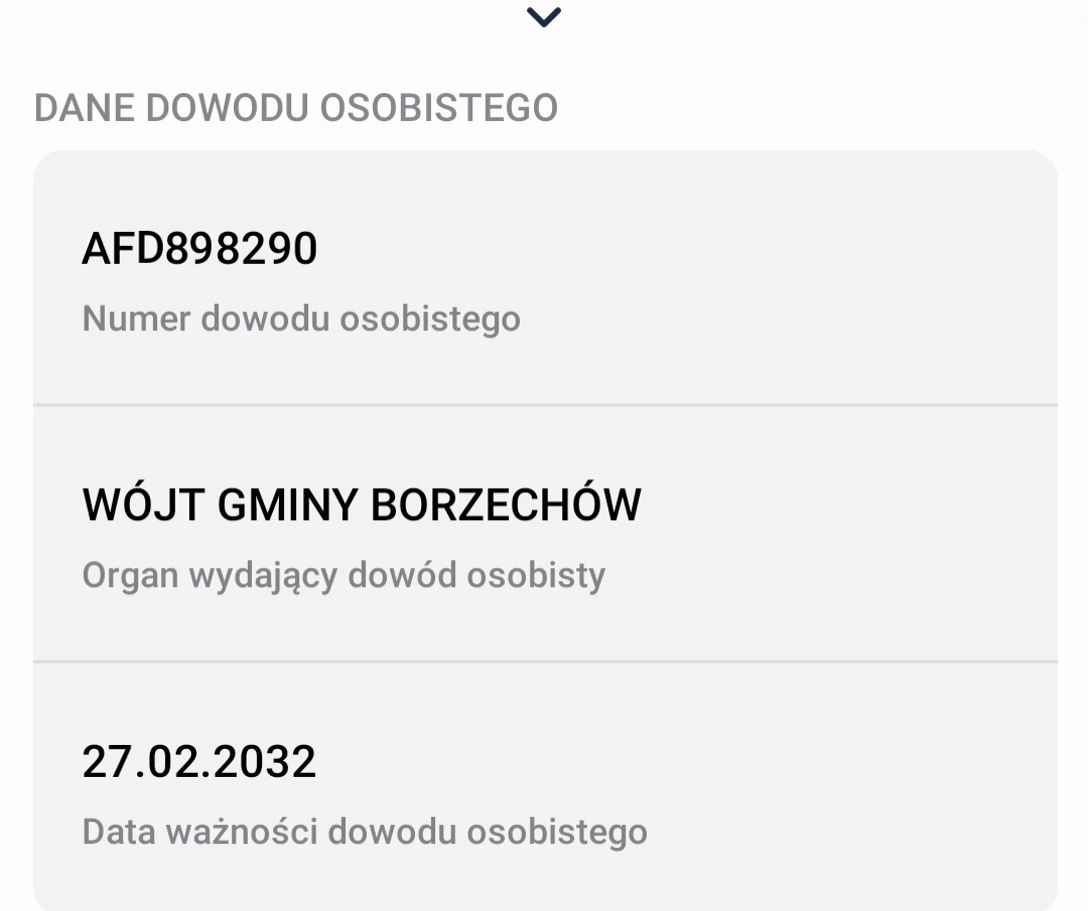 DANE DOWODU OSOBISTEGO
AFD898290
Numer dowodu osobistego
WÓJT GMINY BORZECHÓW
Organ wydający dowód osobisty
27.02.2032
Data ważności dowodu osobistego